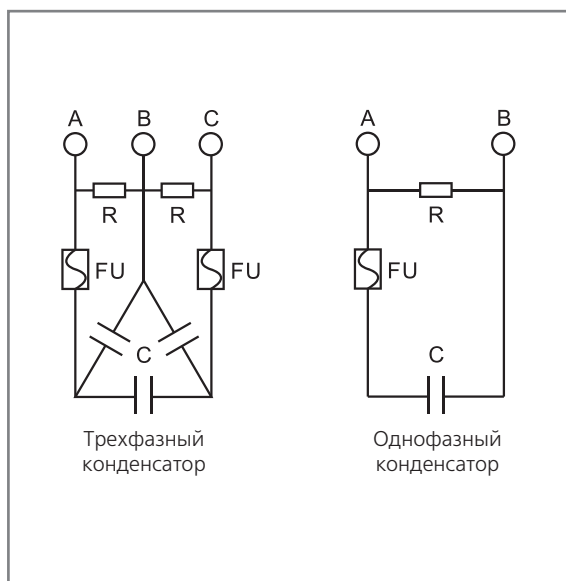 A B C
R R
FU FU
C
Трехфазный
конденсатор
A B
R
FU
C
Однофазный
конденсатор